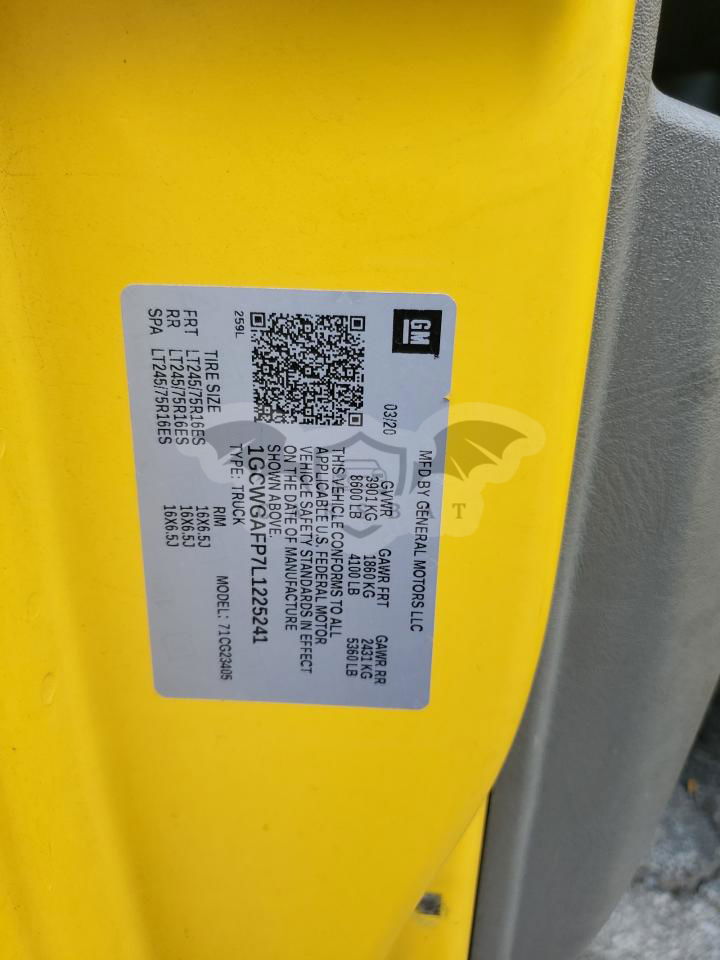 GM
MFD BY GENERAL MOTORS LLC
03/20 GVWR GAWR FRT GAWR RR
3901 KG 1860 KG 2431 KG
8600 LB 4100 LB 5360 LB
THIS VEHICLE CONFORMS TO ALL
APPLICABLE U.S. FEDERAL MOTOR
VEHICLE SAFETY STANDARDS IN EFFECT
ON THE DATE OF MANUFACTURE
SHOWN ABOVE.
259L
1GCWGAFP7L1225241
TYPE: TRUCK MODEL: 71CG23405
TIRE SIZE RIM
FRT LT245/75R16ES 16X6.5J
RR LT245/75R16ES 16X6.5J
SPA LT245/75R16ES 16X6.5J